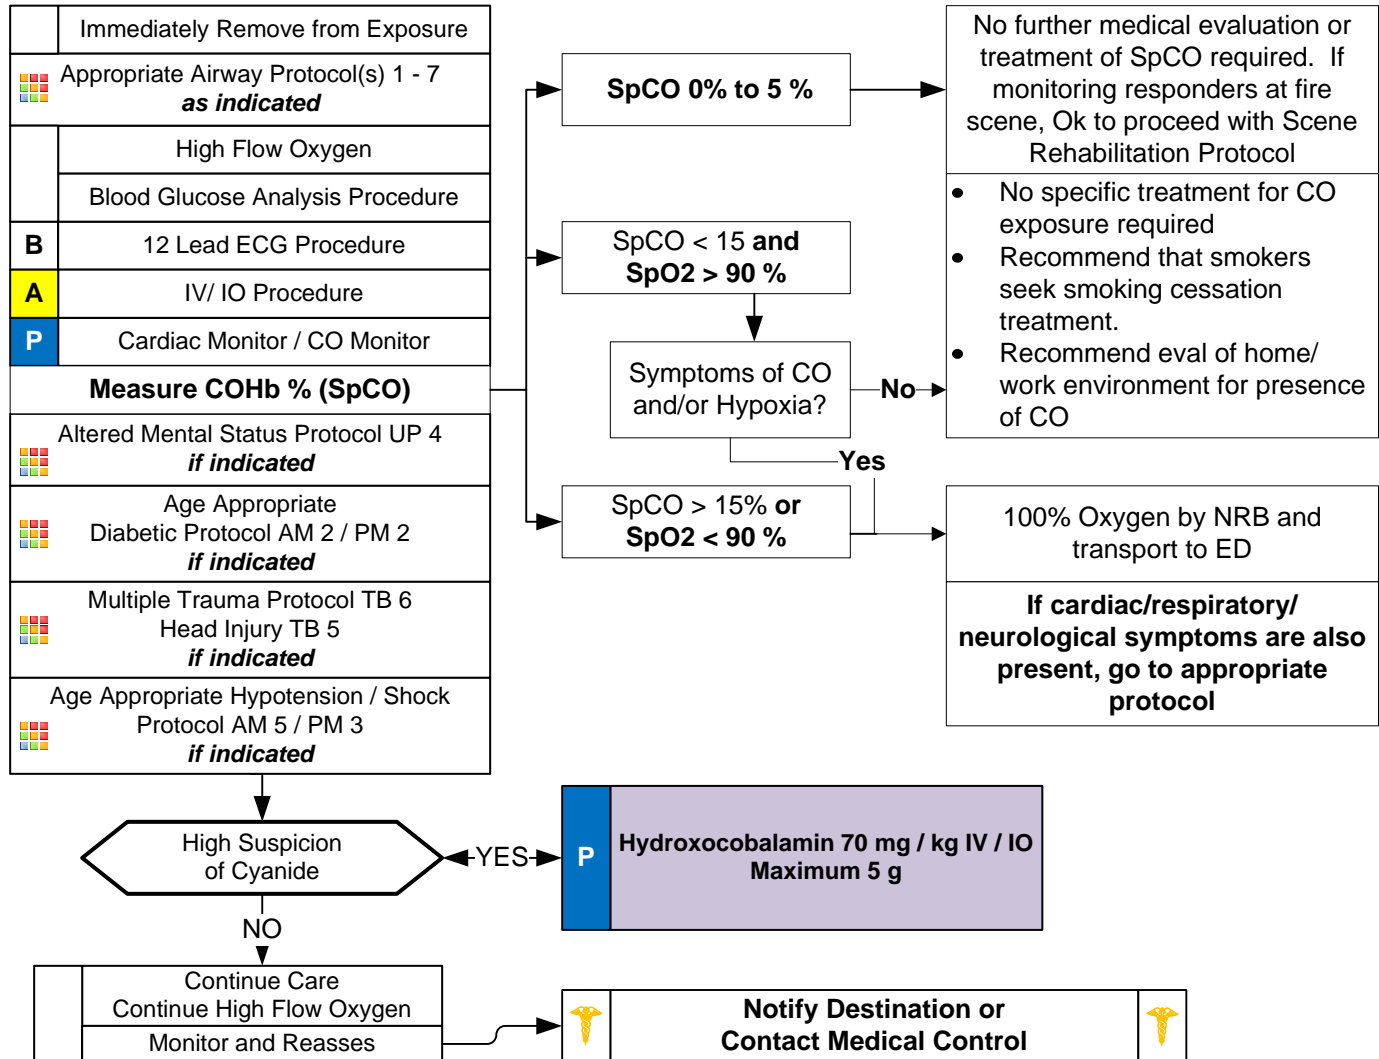 Immediately Remove from Exposure
Appropriate Airway Protocol(s) 1 - 7
as indicated
High Flow Oxygen
Blood Glucose Analysis Procedure
B
12 Lead ECG Procedure
A
IV/ IO Procedure
P
Cardiac Monitor / CO Monitor
Measure COHb % (SpCO)
Altered Mental Status Protocol UP 4
if indicated
Age Appropriate
Diabetic Protocol AM 2 / PM 2
if indicated
Multiple Trauma Protocol TB 6
Head Injury TB 5
if indicated
Age Appropriate Hypotension / Shock
Protocol AM 5 / PM 3
if indicated
SpCO 0% to 5 %
No further medical evaluation or
treatment of SpCO required.  If
monitoring responders at fire
scene, Ok to proceed with Scene
Rehabilitation Protocol
SpCO < 15 and
SpO2 > 90 %
Symptoms of CO
and/or Hypoxia?
No
• No specific treatment for CO
exposure required
• Recommend that smokers
seek smoking cessation
treatment.
• Recommend eval of home/
work environment for presence
of CO
Yes
SpCO > 15% or
SpO2 < 90 %
100% Oxygen by NRB and
transport to ED
If cardiac/respiratory/
neurological symptoms are also
present, go to appropriate
protocol
High Suspicion
of Cyanide
YES
P
Hydroxocobalamin 70 mg / kg IV / IO
Maximum 5 g
NO
Continue Care
Continue High Flow Oxygen
Monitor and Reasses
Notify Destination or
Contact Medical Control